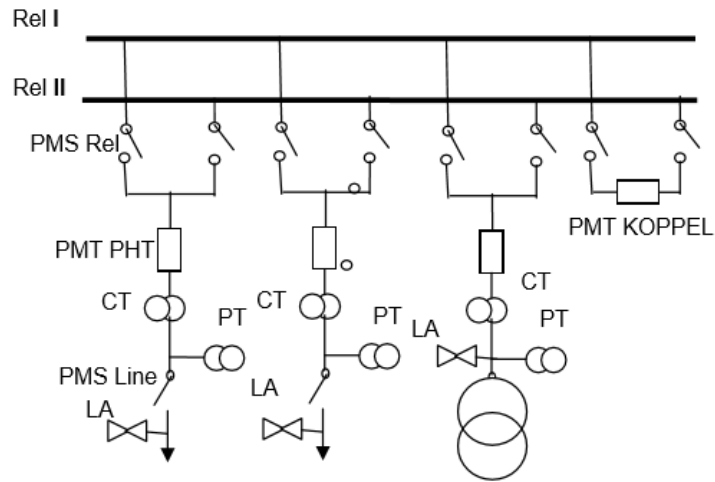 Rel I
Rel II
PMS Rel
PMT KOPPEL
PMT PHT
CT
CT
CT
PT
PT
LA
PT
PMS Line
LA
LA